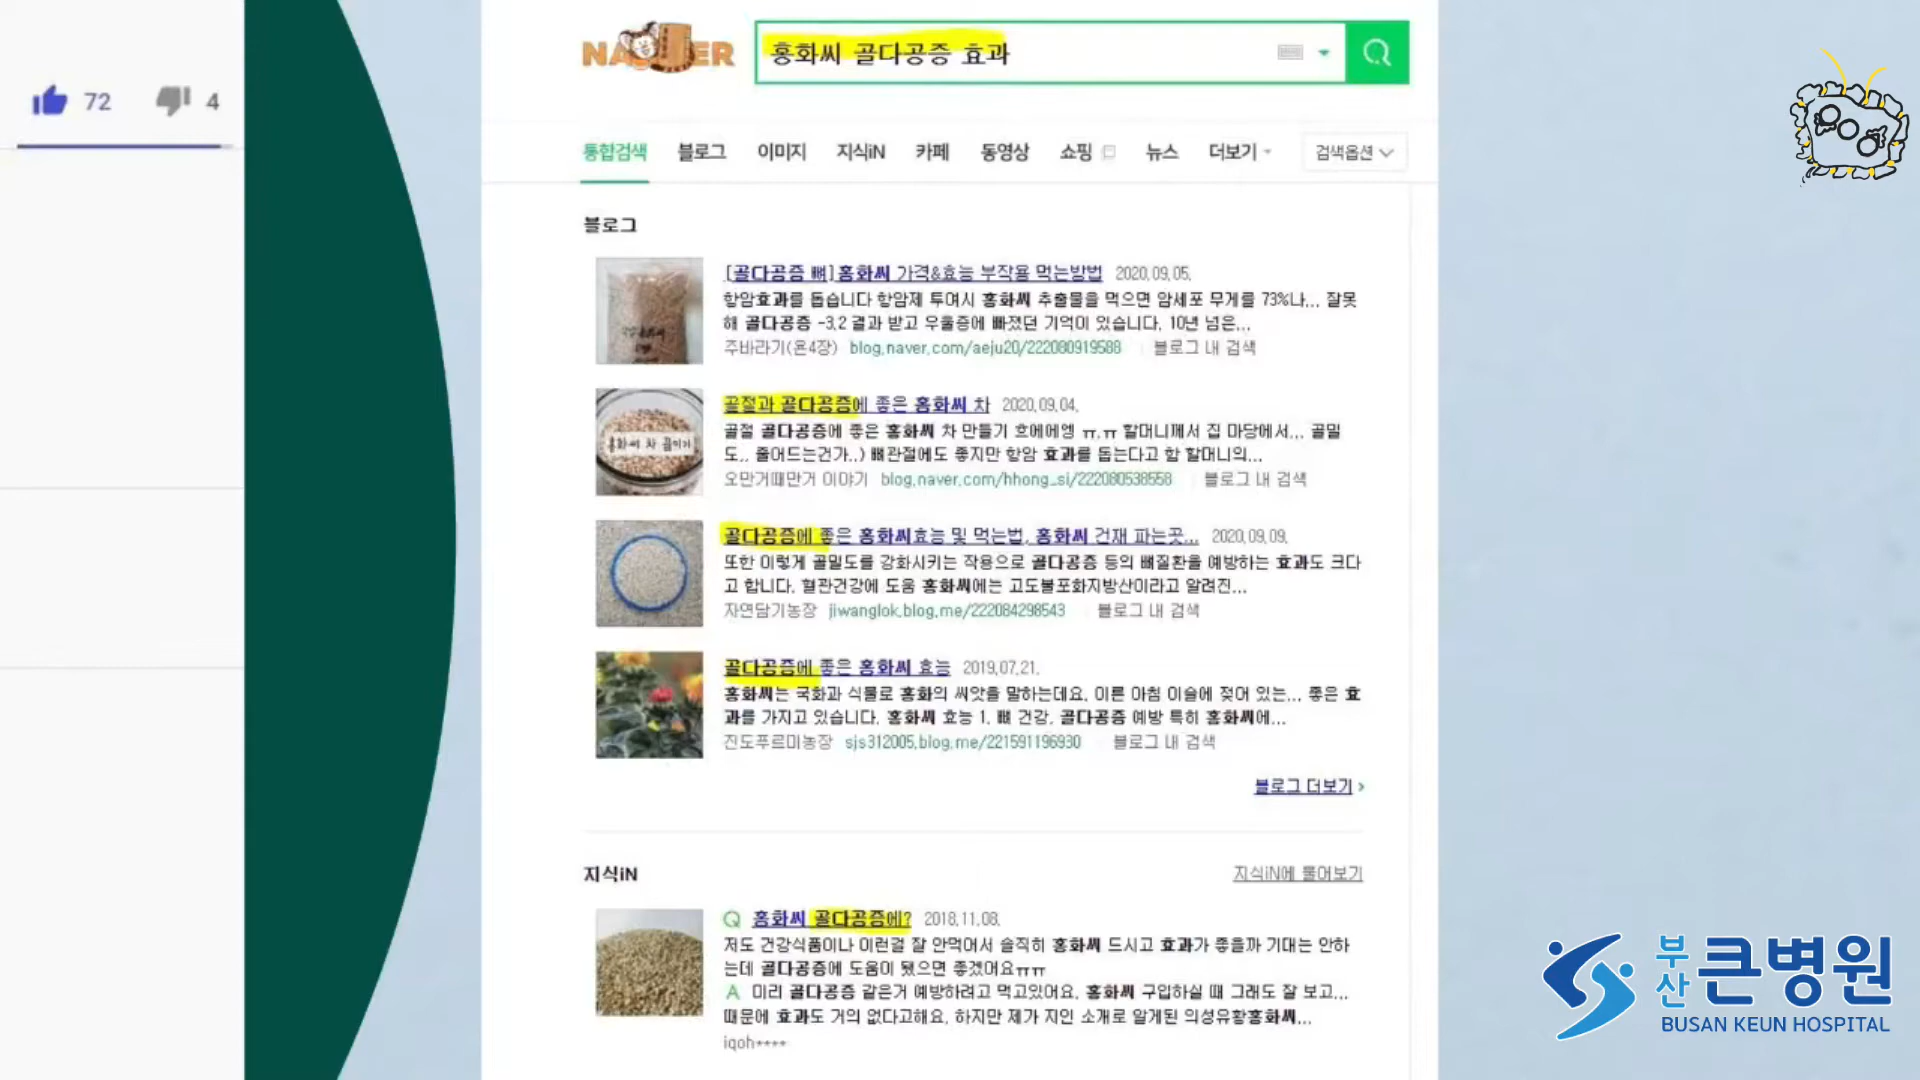 72
4
홍화씨 골다공증 효과
통합검색 블로그 이미지 지식iN 카페 동영상 쇼핑 뉴스 더보기 검색옵션
블로그
[골다공증 뼈]홍화씨 가격&효능 부작용 먹는방법 2020.09.05.
항암효과를 돕습니다 항암제 투여시 홍화씨 추출물을 먹으면 암세포 무게를 73%나... 잘못
해 골다공증 -3.2 결과 받고 우울증에 빠졌던 기억이 있습니다. 10년 넘은...
주바라기(욘4장) blog.naver.com/aeju20/222080919588 블로그 내 검색
골절과 골다공증에 좋은 홍화씨 차 2020.09.04.
골절 골다공증에 좋은 홍화씨 차 만들기 흐에에엥 ㅠ.ㅠ 할머니께서 집 마당에서... 골밀
도.. 줄어드는건가..) 뼈관절에도 좋지만 항암 효과를 돕는다고 함 할머니의...
오만거때만거 이야기 blog.naver.com/hhong_si/222080538558 블로그 내 검색
골다공증에 좋은 홍화씨효능 및 먹는법, 홍화씨 건재 파는곳... 2020.09.09.
또한 이렇게 골밀도를 강화시키는 작용으로 골다공증 등의 뼈질환을 예방하는 효과도 크다
고 합니다. 혈관건강에 도움 홍화씨에는 고도불포화지방산이라고 알려진...
자연담기농장 jiwanglok.blog.me/222084298543 블로그 내 검색
골다공증에 좋은 홍화씨 효능 2019.07.21.
홍화씨는 국화과 식물로 홍화의 씨앗을 말하는데요. 이른 아침 이슬에 젖어 있는... 좋은 효
과를 가지고 있습니다. 홍화씨 효능 1. 뼈 건강, 골다공증 예방 특히 홍화씨에...
진도푸르미농장 sjs312005.blog.me/221591196930 블로그 내 검색
블로그 더보기
지식iN 지식iN에 물어보기
Q 홍화씨 골다공증에? 2018.11.08.
저도 건강식품이나 이런걸 잘 안먹어서 솔직히 홍화씨 드시고 효과가 좋을까 기대는 안하
는데 골다공증에 도움이 됐으면 좋겠어요ㅠㅠ
A 미리 골다공증 같은거 예방하려고 먹고있어요. 홍화씨 구입하실 때 그래도 잘 보고...
때문에 효과도 거의 없다고해요. 하지만 제가 지인 소개로 알게된 의성유황홍화씨...
iqoh****
부산 큰병원
BUSAN KEUN HOSPITAL